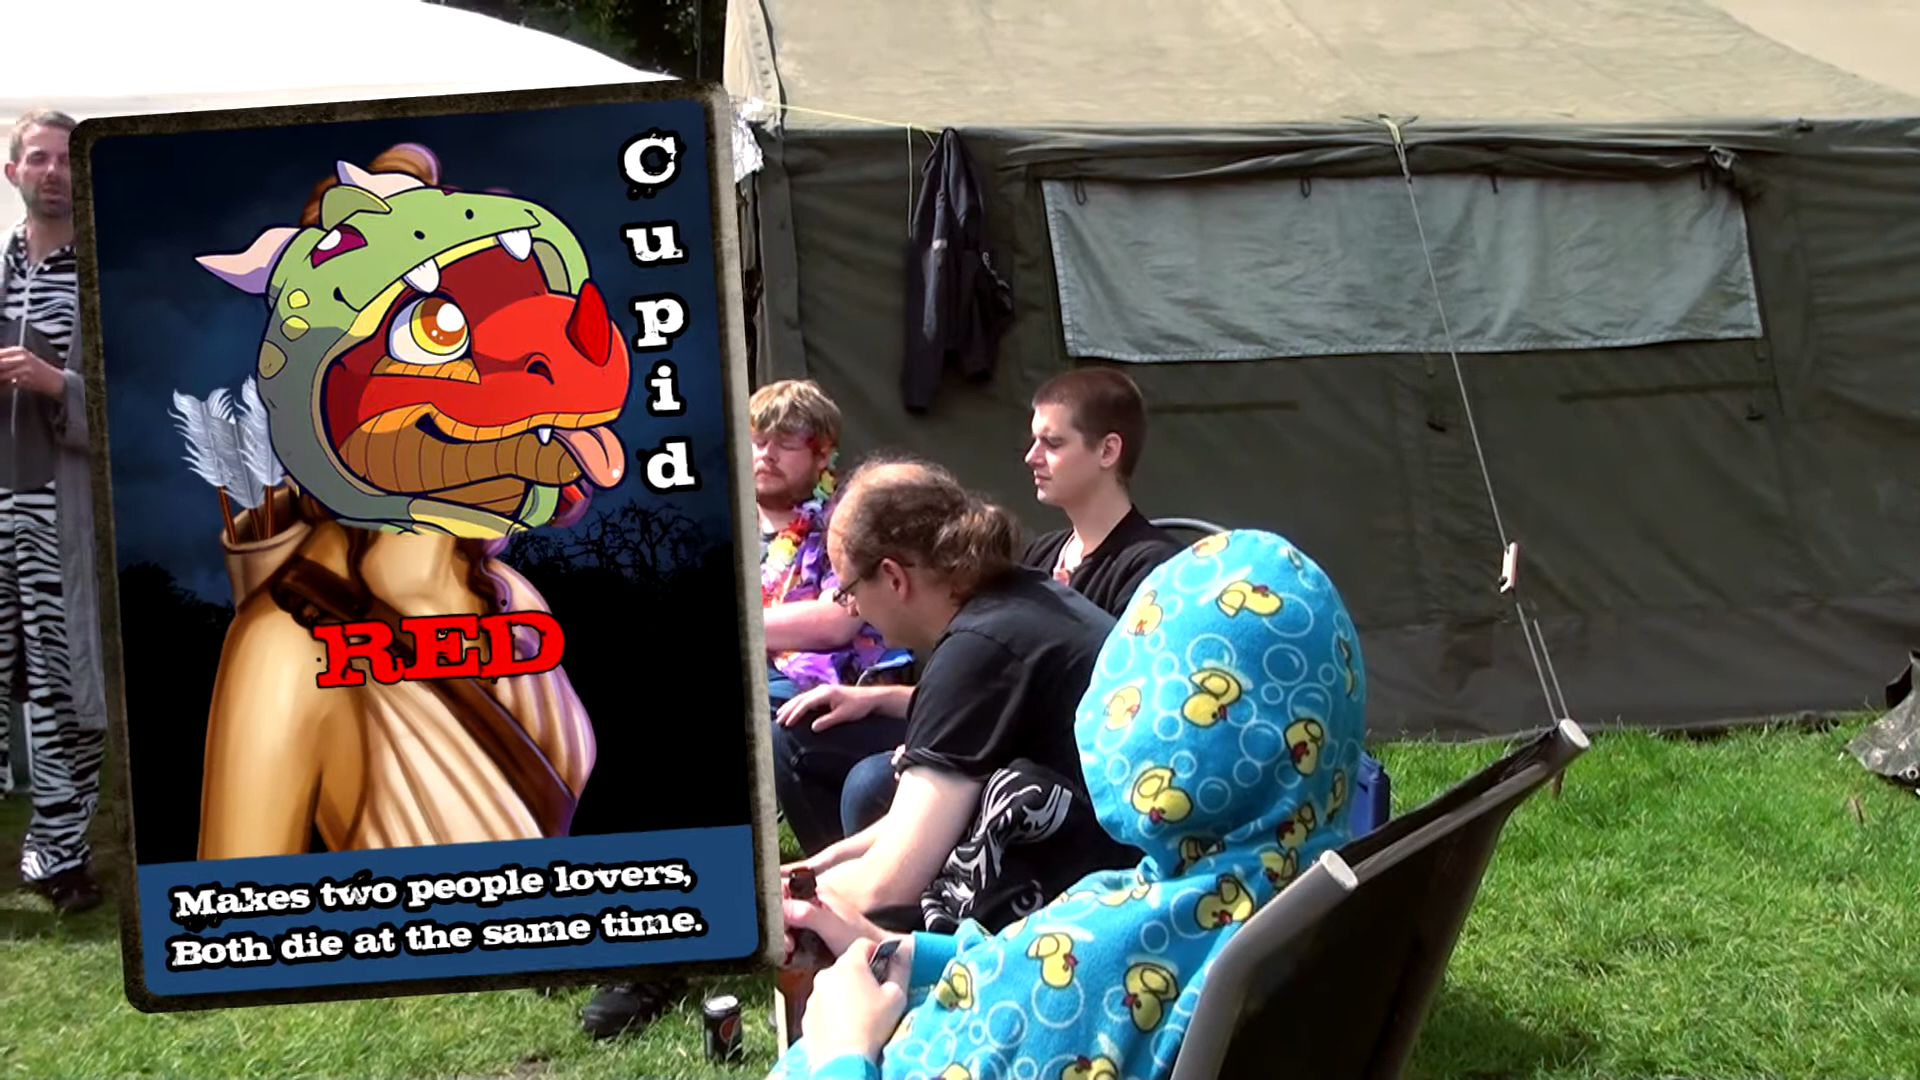 Cupid
RED
Makes two people lovers,
Both die at the same time.